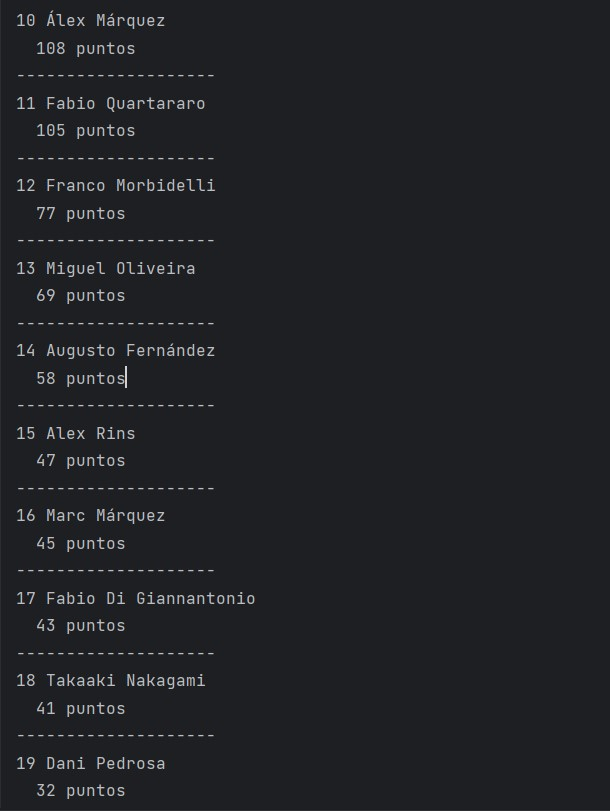 10 Álex Márquez
108 puntos
--------------------
11 Fabio Quartararo
105 puntos
--------------------
12 Franco Morbidelli
77 puntos
--------------------
13 Miguel Oliveira
69 puntos
--------------------
14 Augusto Fernández
58 puntos
--------------------
15 Alex Rins
47 puntos
--------------------
16 Marc Márquez
45 puntos
--------------------
17 Fabio Di Giannantonio
43 puntos
--------------------
18 Takaaki Nakagami
41 puntos
--------------------
19 Dani Pedrosa
32 puntos